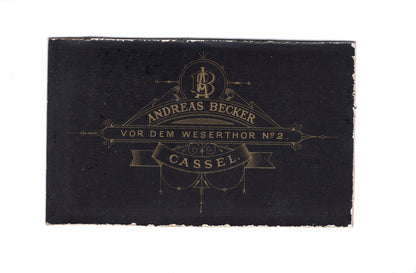 ANDREAS BECKER
VOR DEM WESERTHOR No 2
CASSEL.